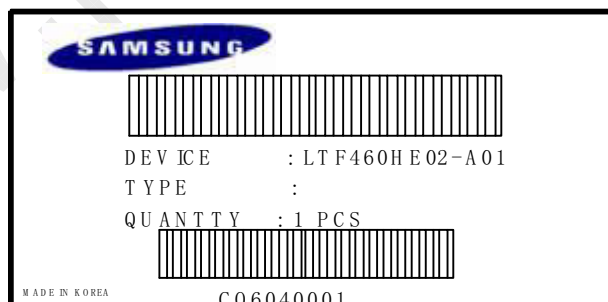 SAMSUNG
DEVICE : LTF460HE02-A01
TYPE :
QUANTTY : 1 PCS
MADE IN KOREA
C06040001